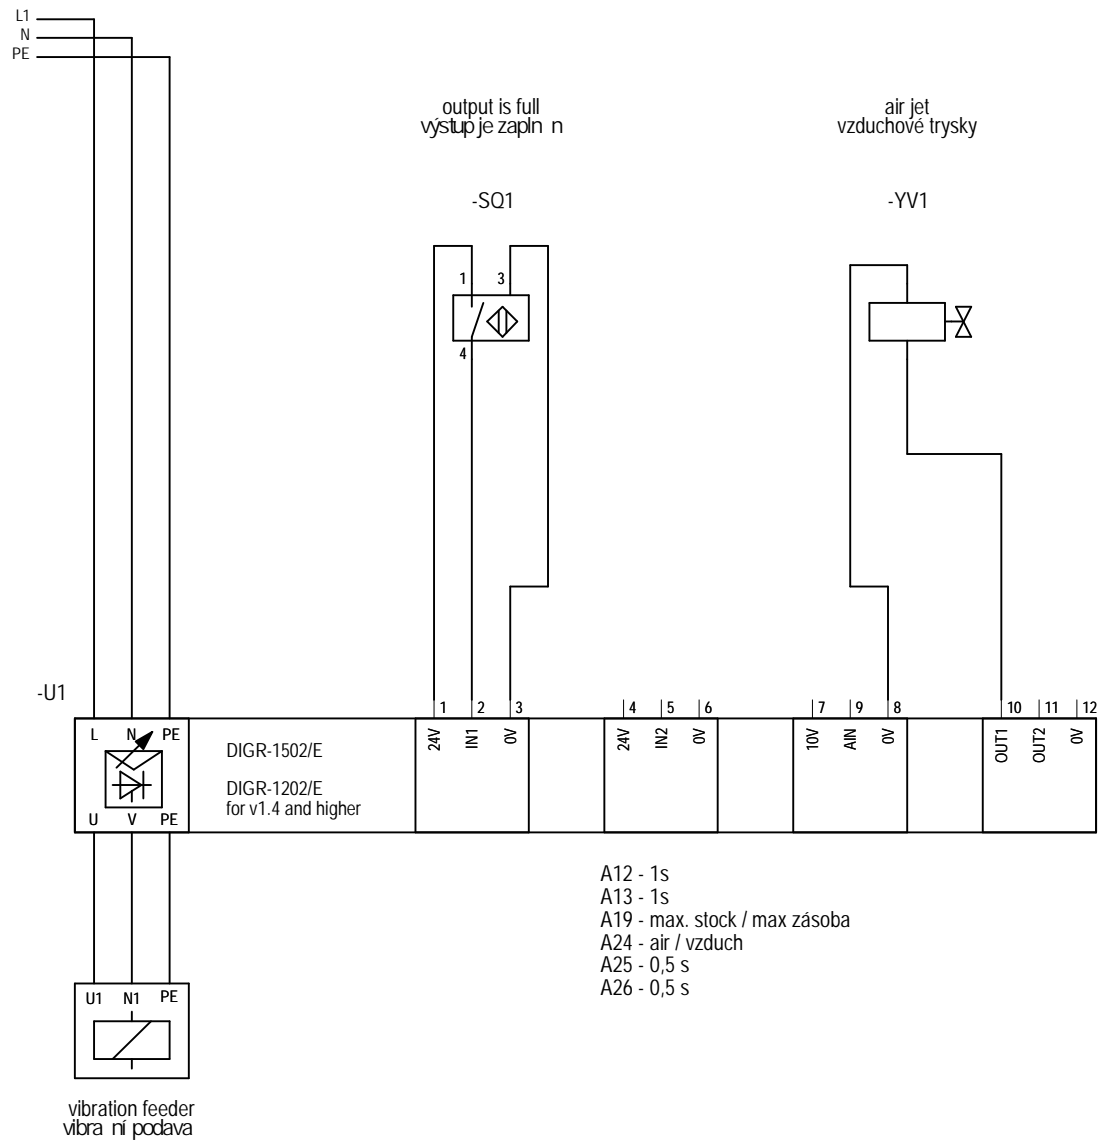 L1
N
PE
output is full
výstup je zapln n
air jet
vzduchové trysky
-SQ1
-YV1
1 3
4
-U1
1 2 3 4 5 6 7 9 8 10 11 12
L N PE
24V IN1 0V 24V IN2 0V 10V AIN 0V OUT1 OUT2 0V
DIGR-1502/E
DIGR-1202/E
for v1.4 and higher
U V PE
A12 - 1s
A13 - 1s
A19 - max. stock / max zásoba
A24 - air / vzduch
A25 - 0,5 s
A26 - 0,5 s
U1 N1 PE
vibration feeder
vibra ní podava